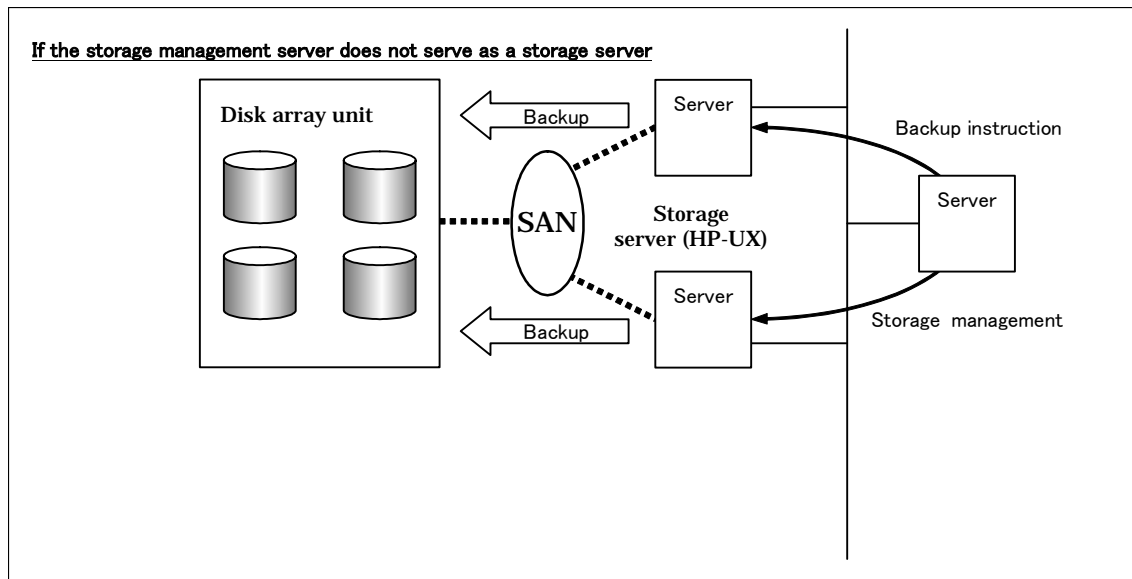 If the storage management server does not serve as a storage server
Disk array unit
Backup
Server
Backup instruction
Server
SAN
Storage
server (HP-UX)
Server
Backup
Storage management